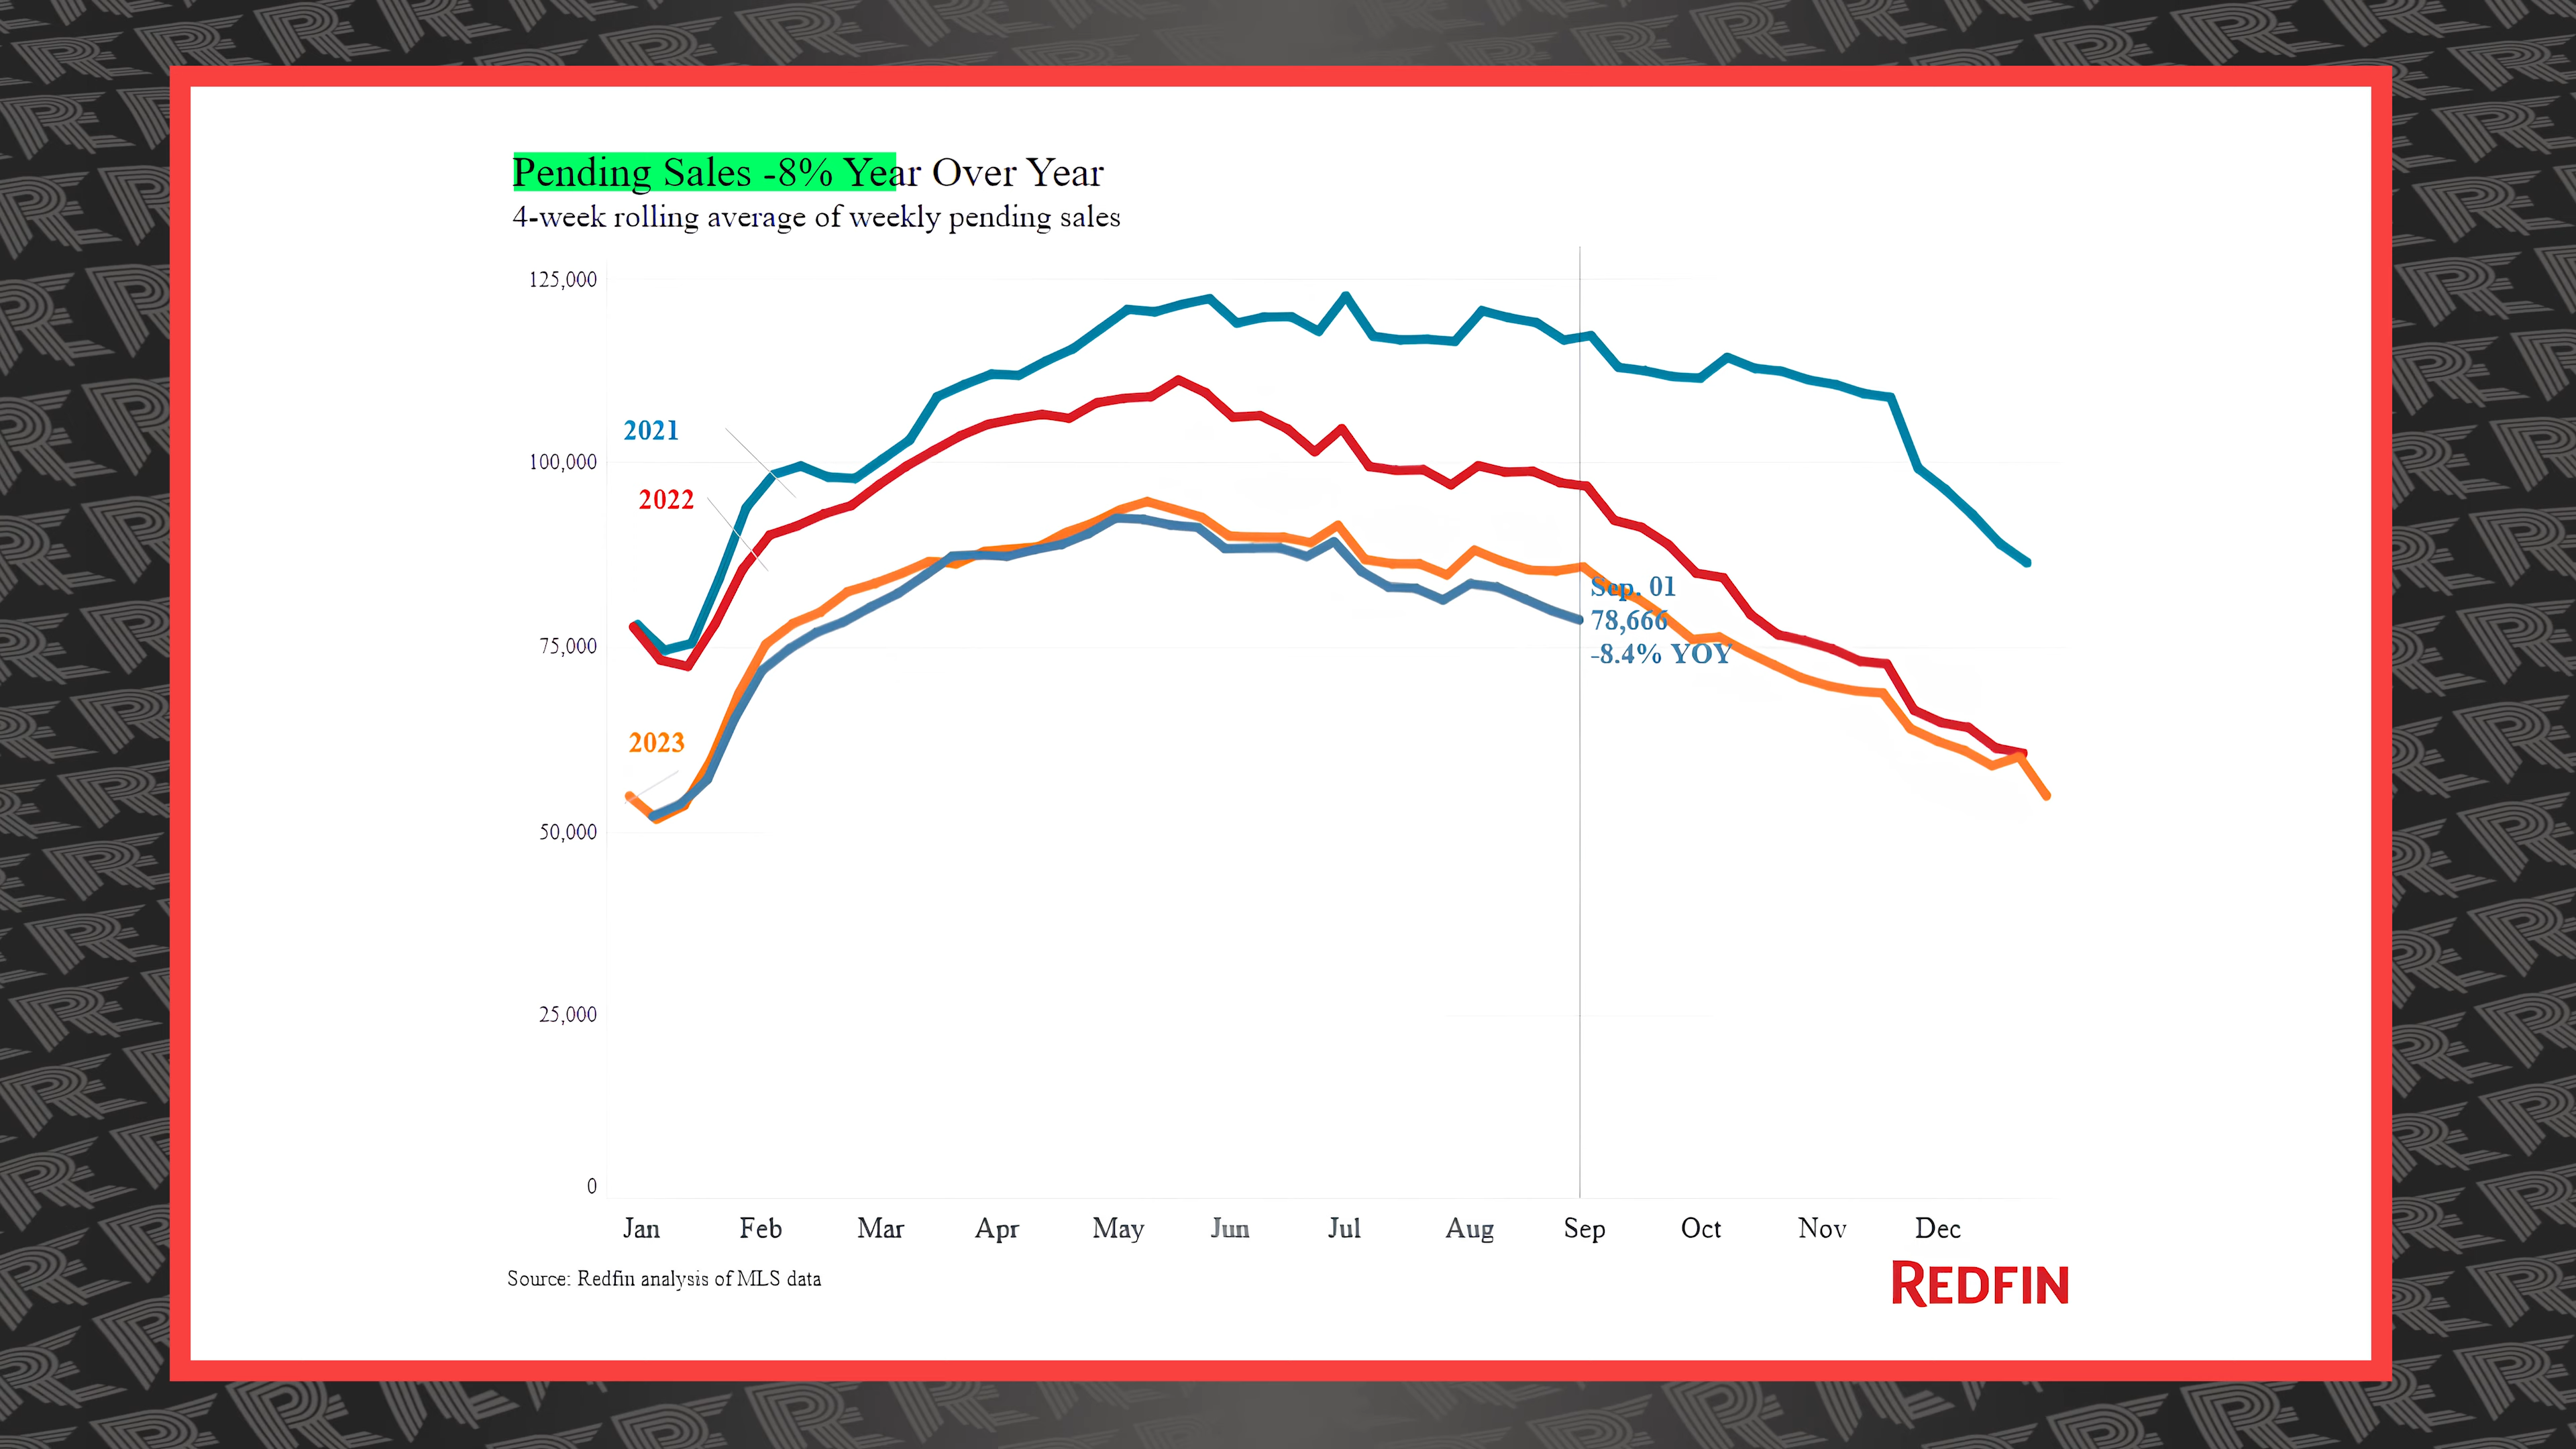 Pending Sales -8% Year Over Year
4-week rolling average of weekly pending sales
125,000
100,000
75,000
50,000
25,000
0
2021
2022
2023
Sep. 01
78,666
-8.4% YOY
Jan Feb Mar Apr May Jun Jul Aug Sep Oct Nov Dec
Source: Redfin analysis of MLS data
REDFIN